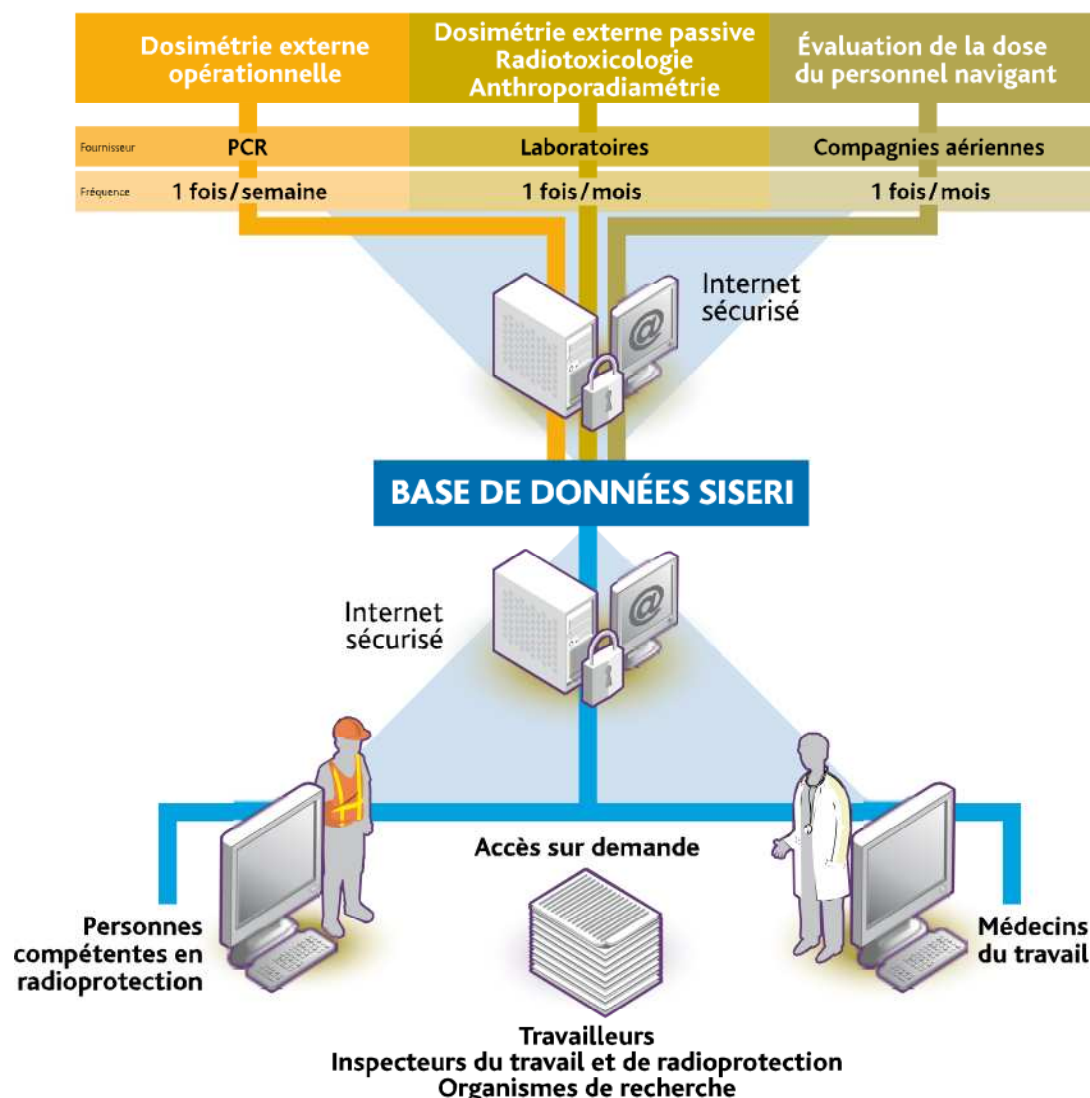 Dosimétrie externe
opérationnelle
Dosimétrie externe passive
Radiotoxicologie
Anthroporadiamétrie
Évaluation de la dose
du personnel navigant
Fournisseur
PCR
Laboratoires
Compagnies aériennes
Fréquence
1 fois/semaine
1 fois/mois
1 fois/mois
Internet
sécurisé
@
BASE DE DONNÉES SISERI
Internet
sécurisé
@
Accès sur demande
Personnes
compétentes en
radioprotection
Médecins
du travail
Travailleurs
Inspecteurs du travail et de radioprotection
Organismes de recherche